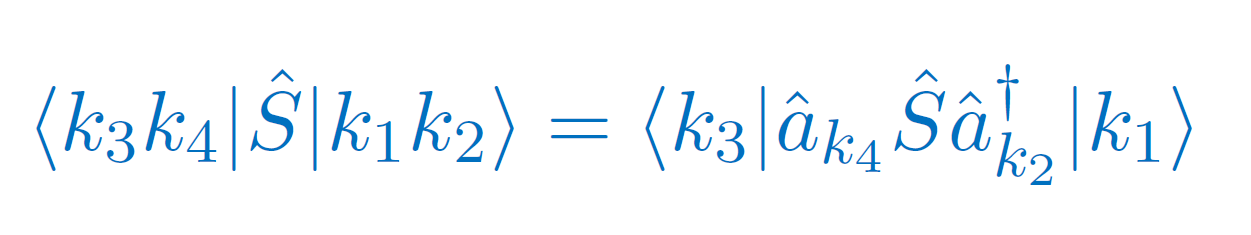 ⟨k₃k₄|Ŝ|k₁k₂⟩ = ⟨k₃|â_{k₄}Ŝâ†_{k₂}|k₁⟩